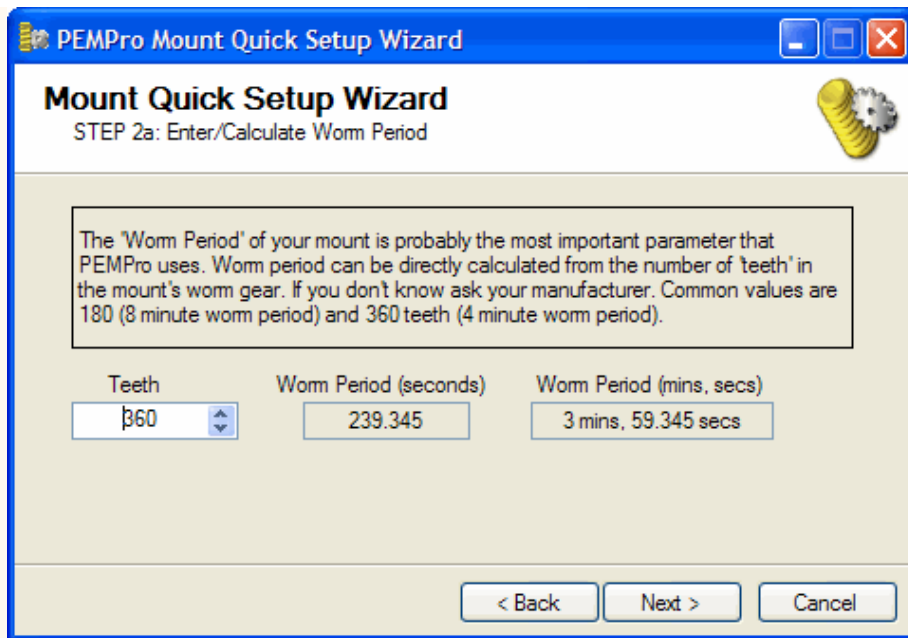 PEMPro Mount Quick Setup Wizard
Mount Quick Setup Wizard
STEP 2a: Enter/Calculate Worm Period
The 'Worm Period' of your mount is probably the most important parameter that
PEMPro uses. Worm period can be directly calculated from the number of 'teeth' in
the mount's worm gear. If you don't know ask your manufacturer. Common values are
180 (8 minute worm period) and 360 teeth (4 minute worm period).
Teeth Worm Period (seconds) Worm Period (mins, secs)
360 239.345 3 mins, 59.345 secs
< Back Next > Cancel